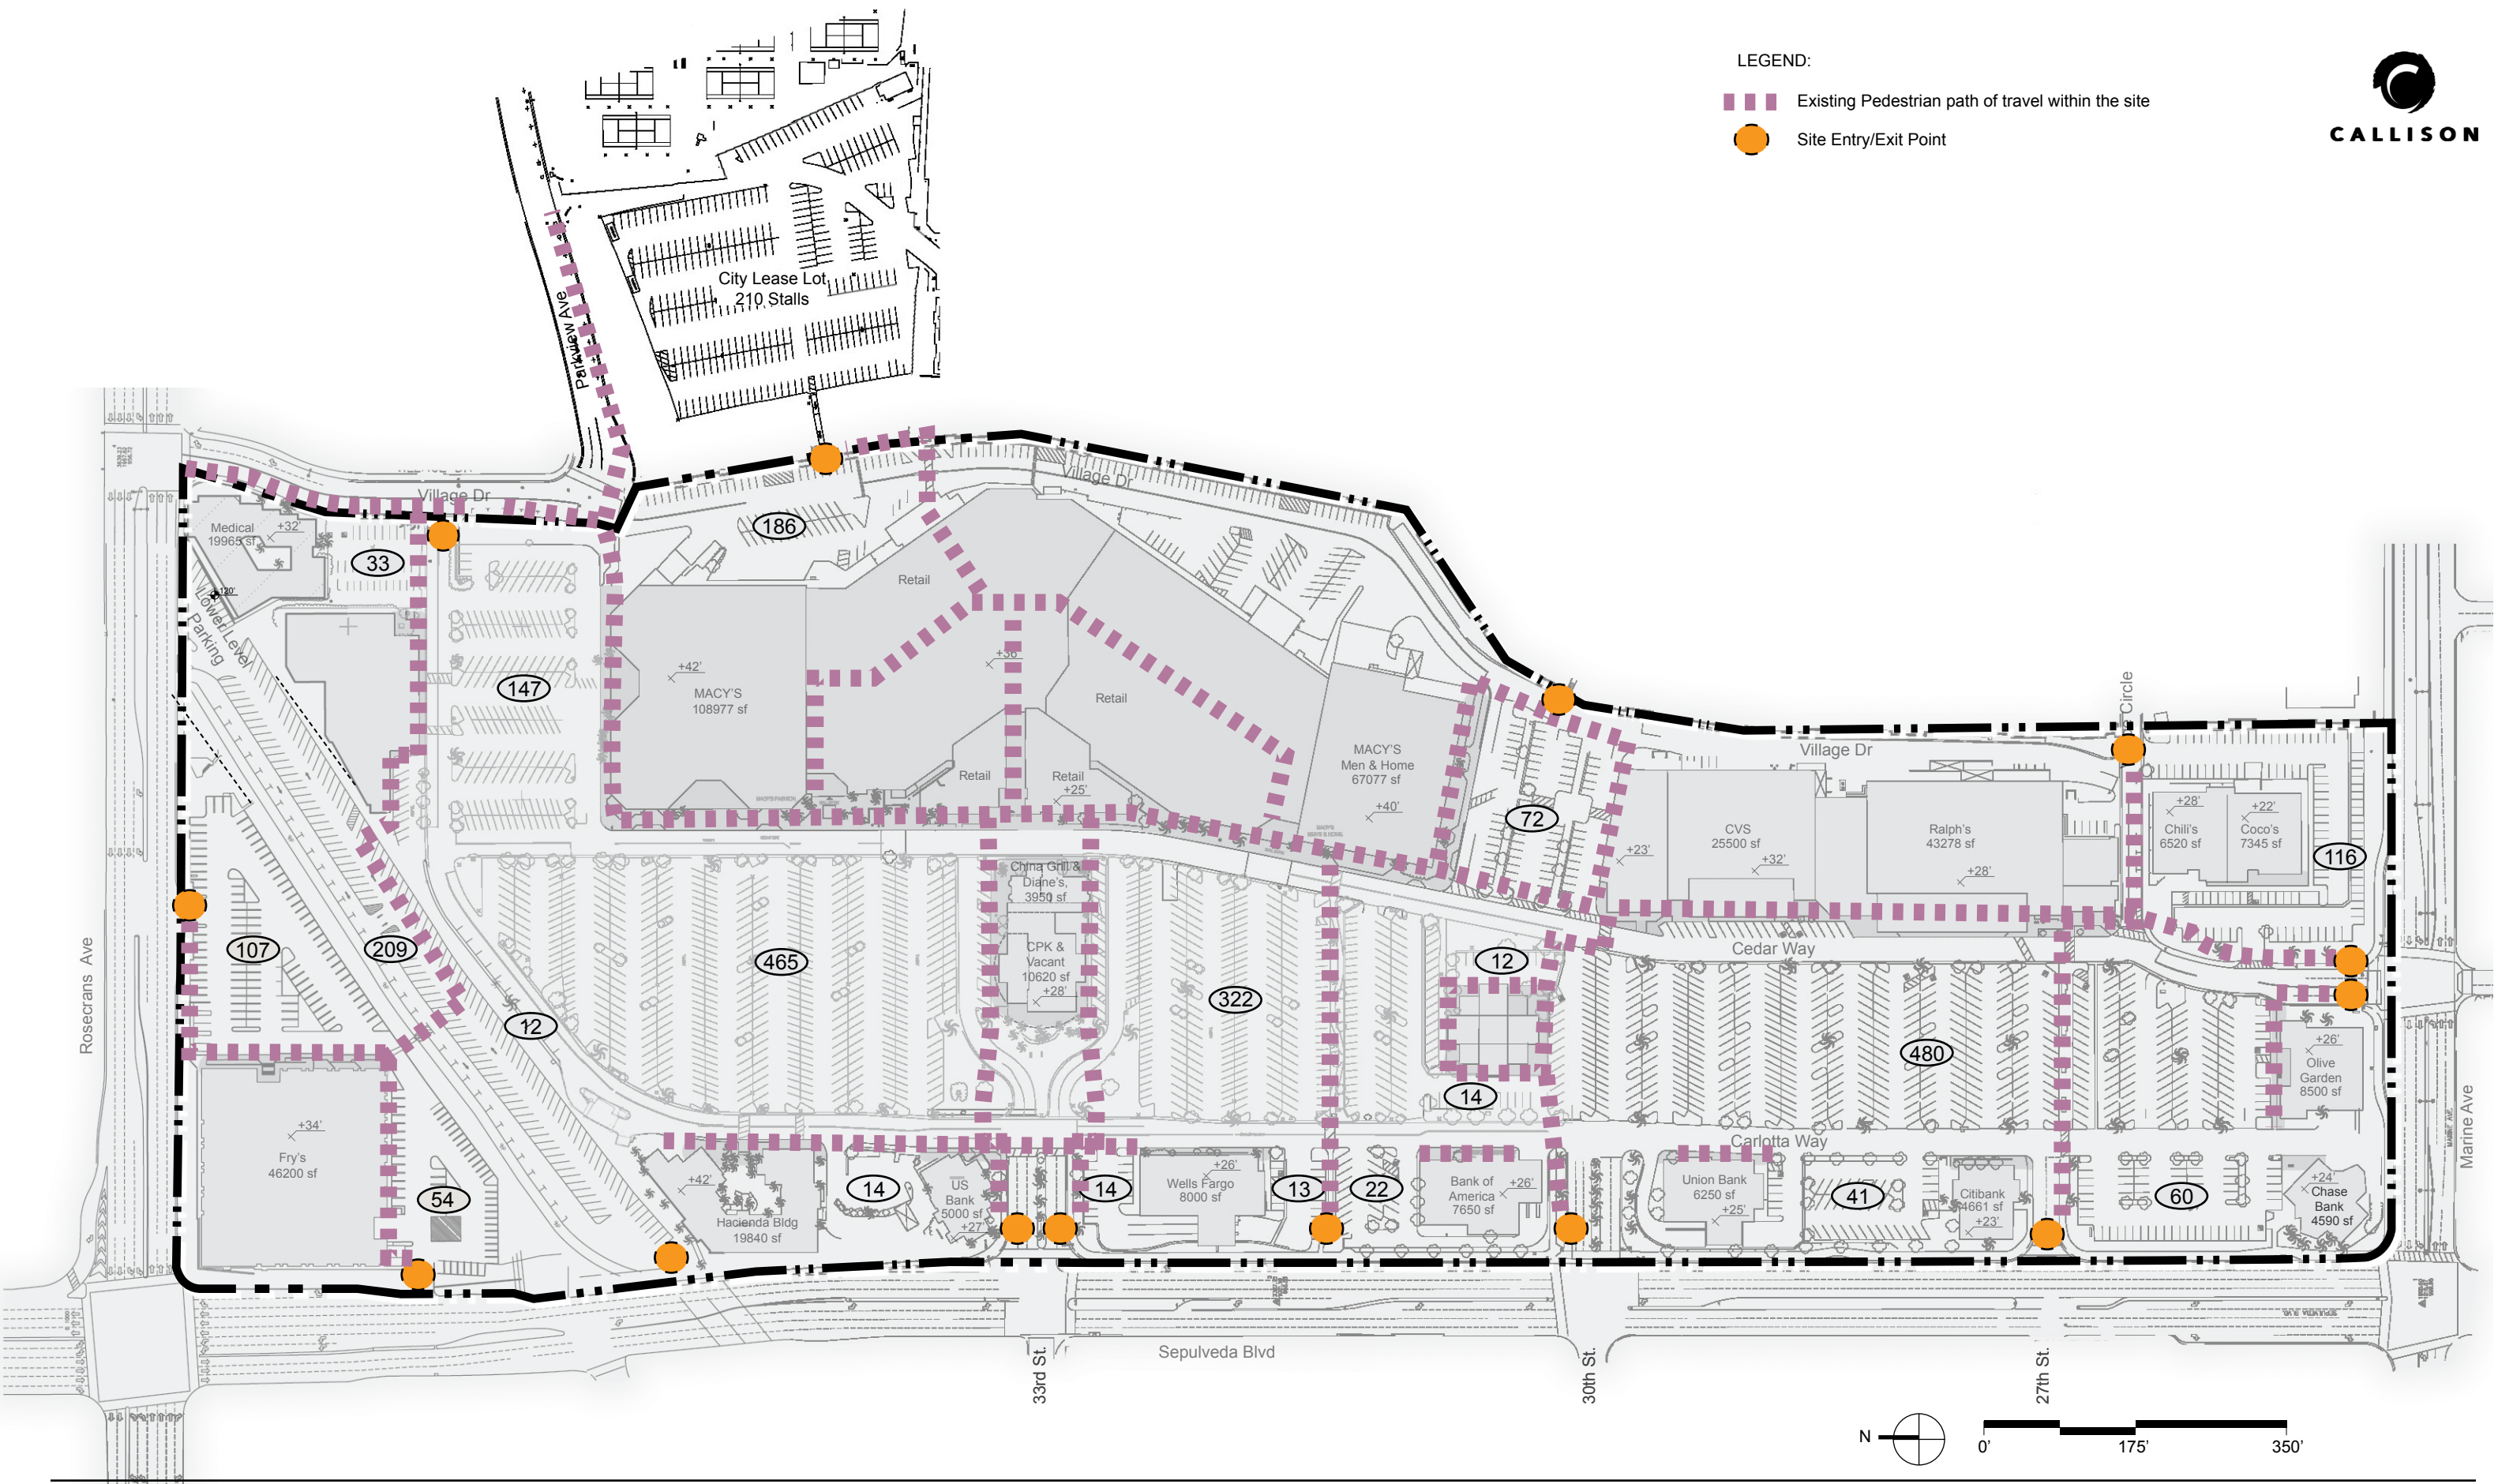 LEGEND:
Existing Pedestrian path of travel within the site
Site Entry/Exit Point
CALLISON
City Lease Lot
210 Stalls
Parkview Ave
Village Dr
Village Dr
Medical
19965 sf
+32'
33
186
Lower Level
Parking
147
+42'
MACY'S
108977 sf
Retail
Retail
Retail
Retail
+25'
MACY'S
Men & Home
67077 sf
+40'
72
Village Dr
Circle
+23'
CVS
25500 sf
+32'
Ralph's
43278 sf
+28'
+28'
Chili's
6520 sf
+22'
Coco's
7345 sf
116
China Grill &
Diane's,
3950 sf
CPK &
Vacant
10620 sf
+28'
Rosecrans Ave
107
209
12
465
322
12
14
Cedar Way
480
+26'
Olive
Garden
8500 sf
Marine Ave
Carlotta Way
+34'
Fry's
46200 sf
54
+42'
Hacienda Bldg
19840 sf
14
US
Bank
5000 sf
+27'
14
+26'
Wells Fargo
8000 sf
13
22
Bank of
America
7650 sf
+26'
Union Bank
6250 sf
+25'
41
Citibank
4661 sf
+23'
60
+24'
Chase
Bank
4590 sf
Sepulveda Blvd
33rd St.
30th St.
27th St.
N
0'
175'
350'